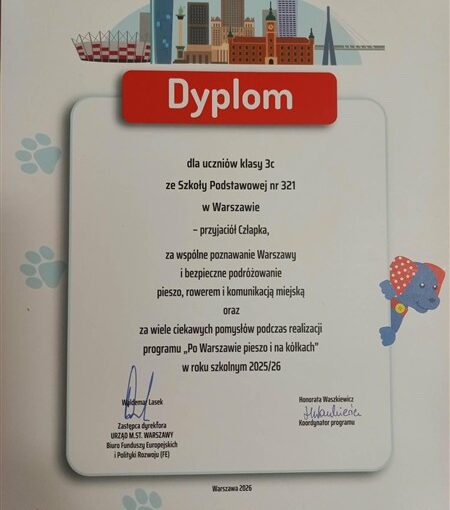 Dyplom
dla uczniów klasy 3c
ze Szkoły Podstawowej nr 321
w Warszawie
– przyjaciół Człapka,
za wspólne poznawanie Warszawy
i bezpieczne podróżowanie
pieszo, rowerem i komunikacją miejską
oraz
za wiele ciekawych pomysłów podczas realizacji
programu „Po Warszawie pieszo i na kółkach”
w roku szkolnym 2025/26
Waldemar Lasek
Zastępca dyrektora
URZĄD M.ST. WARSZAWY
Biuro Funduszy Europejskich
i Polityki Rozwoju (FE)
Honorata Waszkiewicz
Koordynator programu
Warszawa 2026